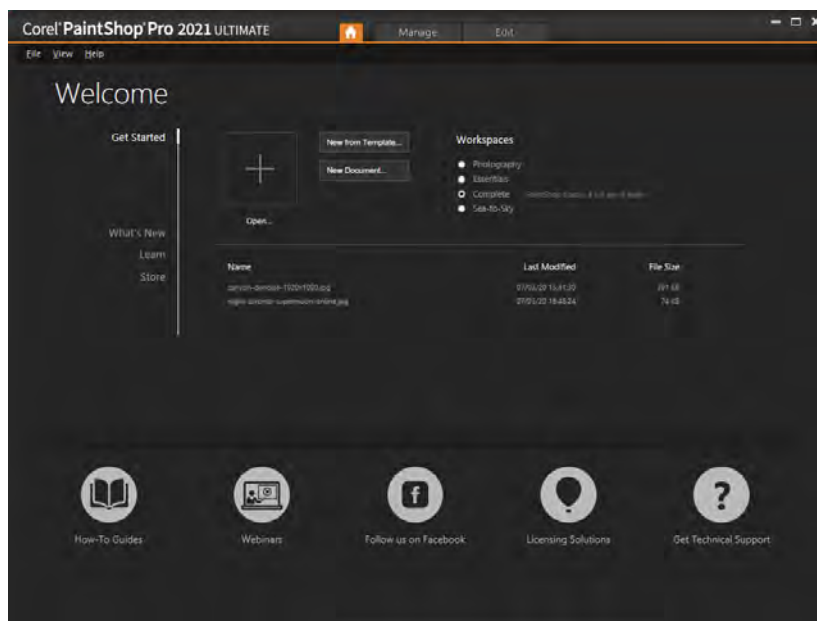 Corel® PaintShop® Pro 2021 ULTIMATE
Manage
Edit
File View Help
Welcome
Get Started
What's New
Learn
Store
Open...
New from Template...
New Document...
Workspaces
Photography
Essentials
Complete
Sea-to-Sky
Name Last Modified File Size
How-To Guides
Webinars
Follow us on Facebook
Licensing Solutions
Get Technical Support